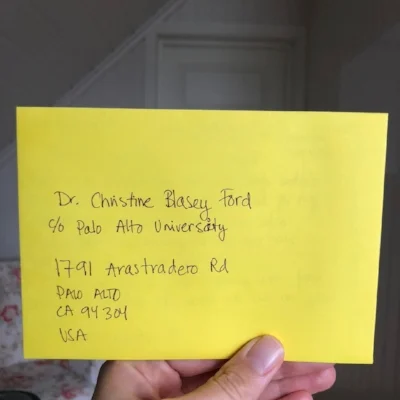 Dr. Christine Blasey Ford
c/o Palo Alto University
1791 Arastradero Rd
PALO ALTO
CA 94304
USA